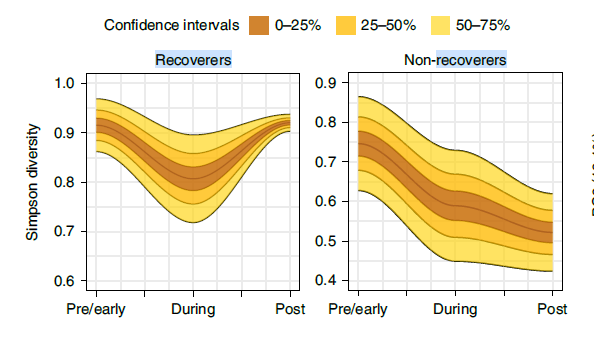 Confidence intervals 0–25% 25–50% 50–75%
Recoverers
Non-recoverers
Simpson diversity
1.0
0.9
0.8
0.7
0.6
Pre/early During Post
0.9
0.8
0.7
0.6
0.5
0.4
Pre/early During Post